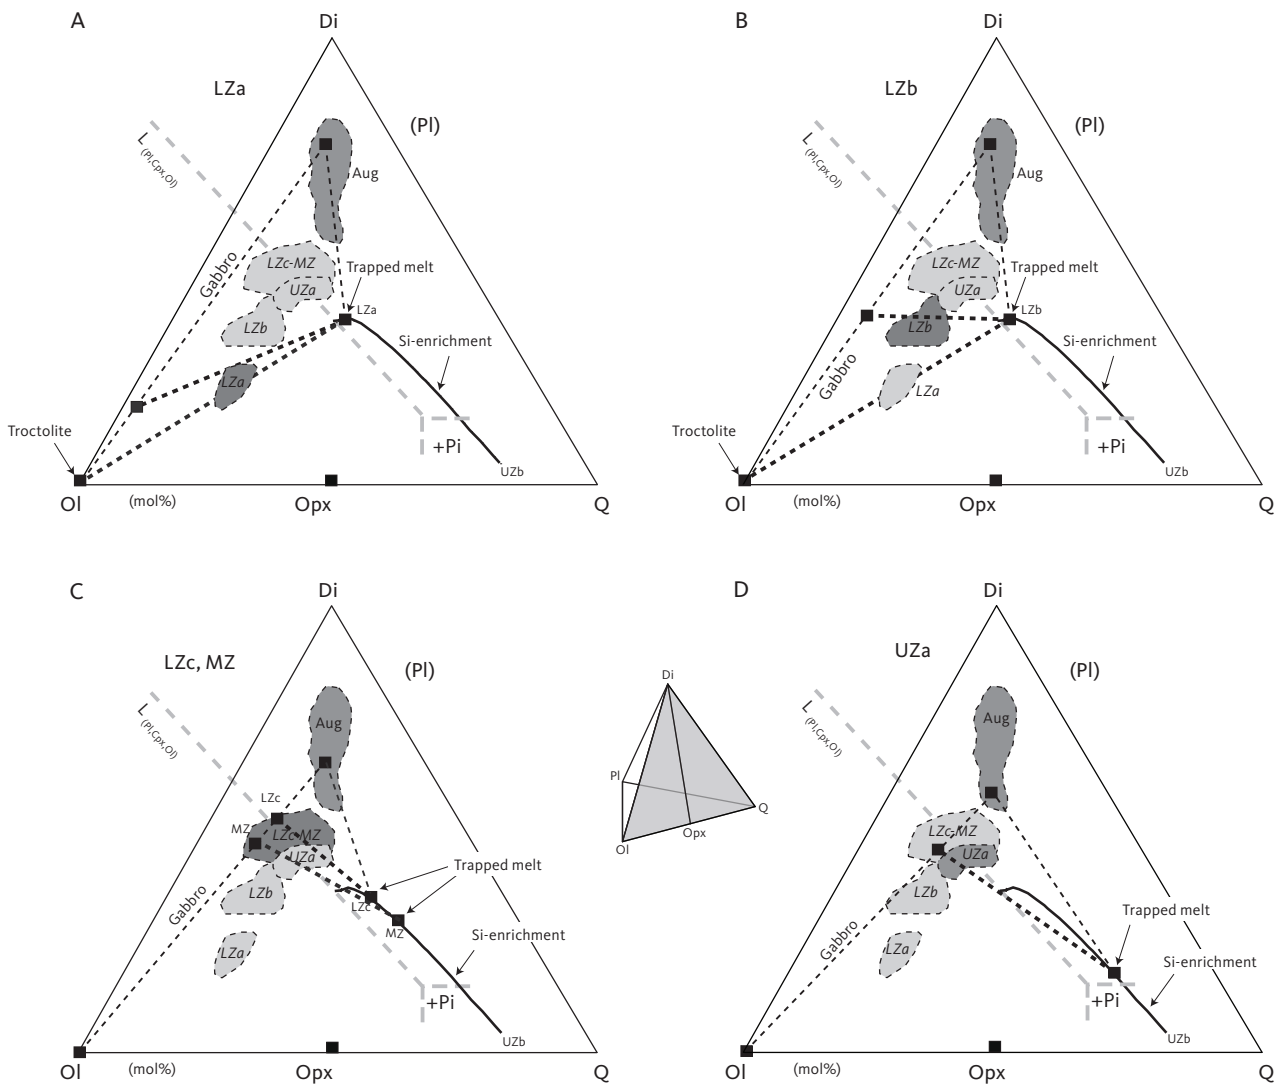 A
Di
LZa
(Pl)
L(Pl,Cpx,Ol)
Aug
Gabbro
LZc-MZ
UZa
Trapped melt
LZa
LZb
Si-enrichment
LZa
Troctolite
+Pi
UZb
Ol
(mol%)
Opx
Q
B
Di
LZb
(Pl)
L(Pl,Cpx,Ol)
Aug
LZc-MZ
UZa
Trapped melt
LZb
LZb
Si-enrichment
Gabbro
LZa
Troctolite
+Pi
UZb
Ol
(mol%)
Opx
Q
C
Di
LZc, MZ
(Pl)
L(Pl,Cpx,Ol)
Aug
LZc
MZ
LZc-MZ
UZa
Trapped melt
LZb
Gabbro
LZc
MZ
Si-enrichment
LZa
+Pi
UZb
Ol
(mol%)
Opx
Q
Di
Pl
Q
Opx
Ol
D
Di
UZa
(Pl)
L(Pl,Cpx,Ol)
Aug
LZc-MZ
UZa
LZb
Trapped melt
Gabbro
LZa
Si-enrichment
+Pi
UZb
Ol
(mol%)
Opx
Q